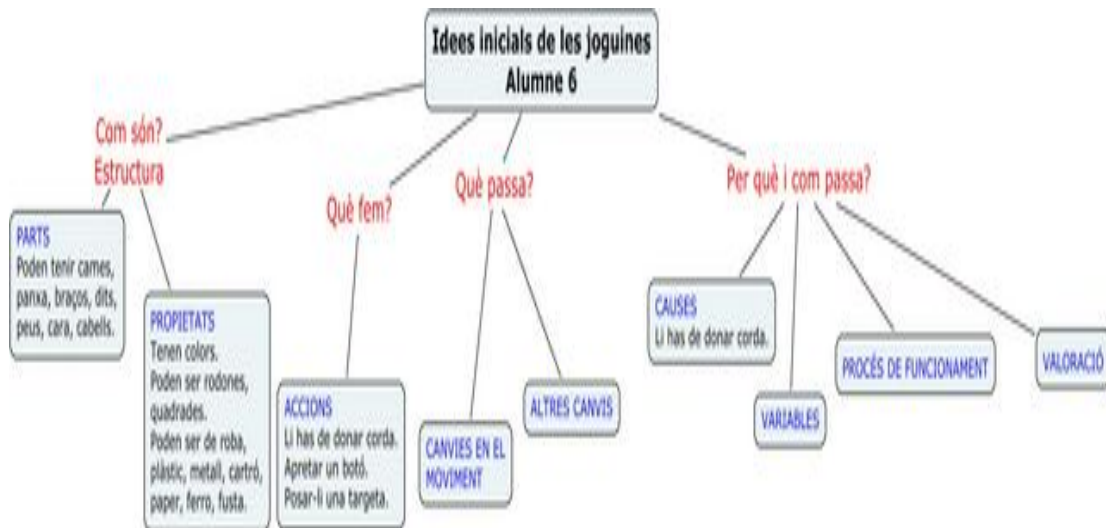 Idees inicials de les joguines
Alumne 6
Com són?
Estructura
Què fem?
Què passa?
Per què i com passa?
PARTS
Poden tenir cames,
panxa, braços, dits,
peus, cara, cabells.
PROPIETATS
Tenen colors.
Poden ser rodones,
quadrades.
Poden ser de roba,
plàstic, metall, cartró,
paper, ferro, fusta.
ACCIONS
Li has de donar corda.
Apretar un botó.
Posar-li una targeta.
CANVIES EN EL
MOVIMENT
ALTRES CANVIS
CAUSES
Li has de donar corda.
VARIABLES
PROCÉS DE FUNCIONAMENT
VALORACIÓ